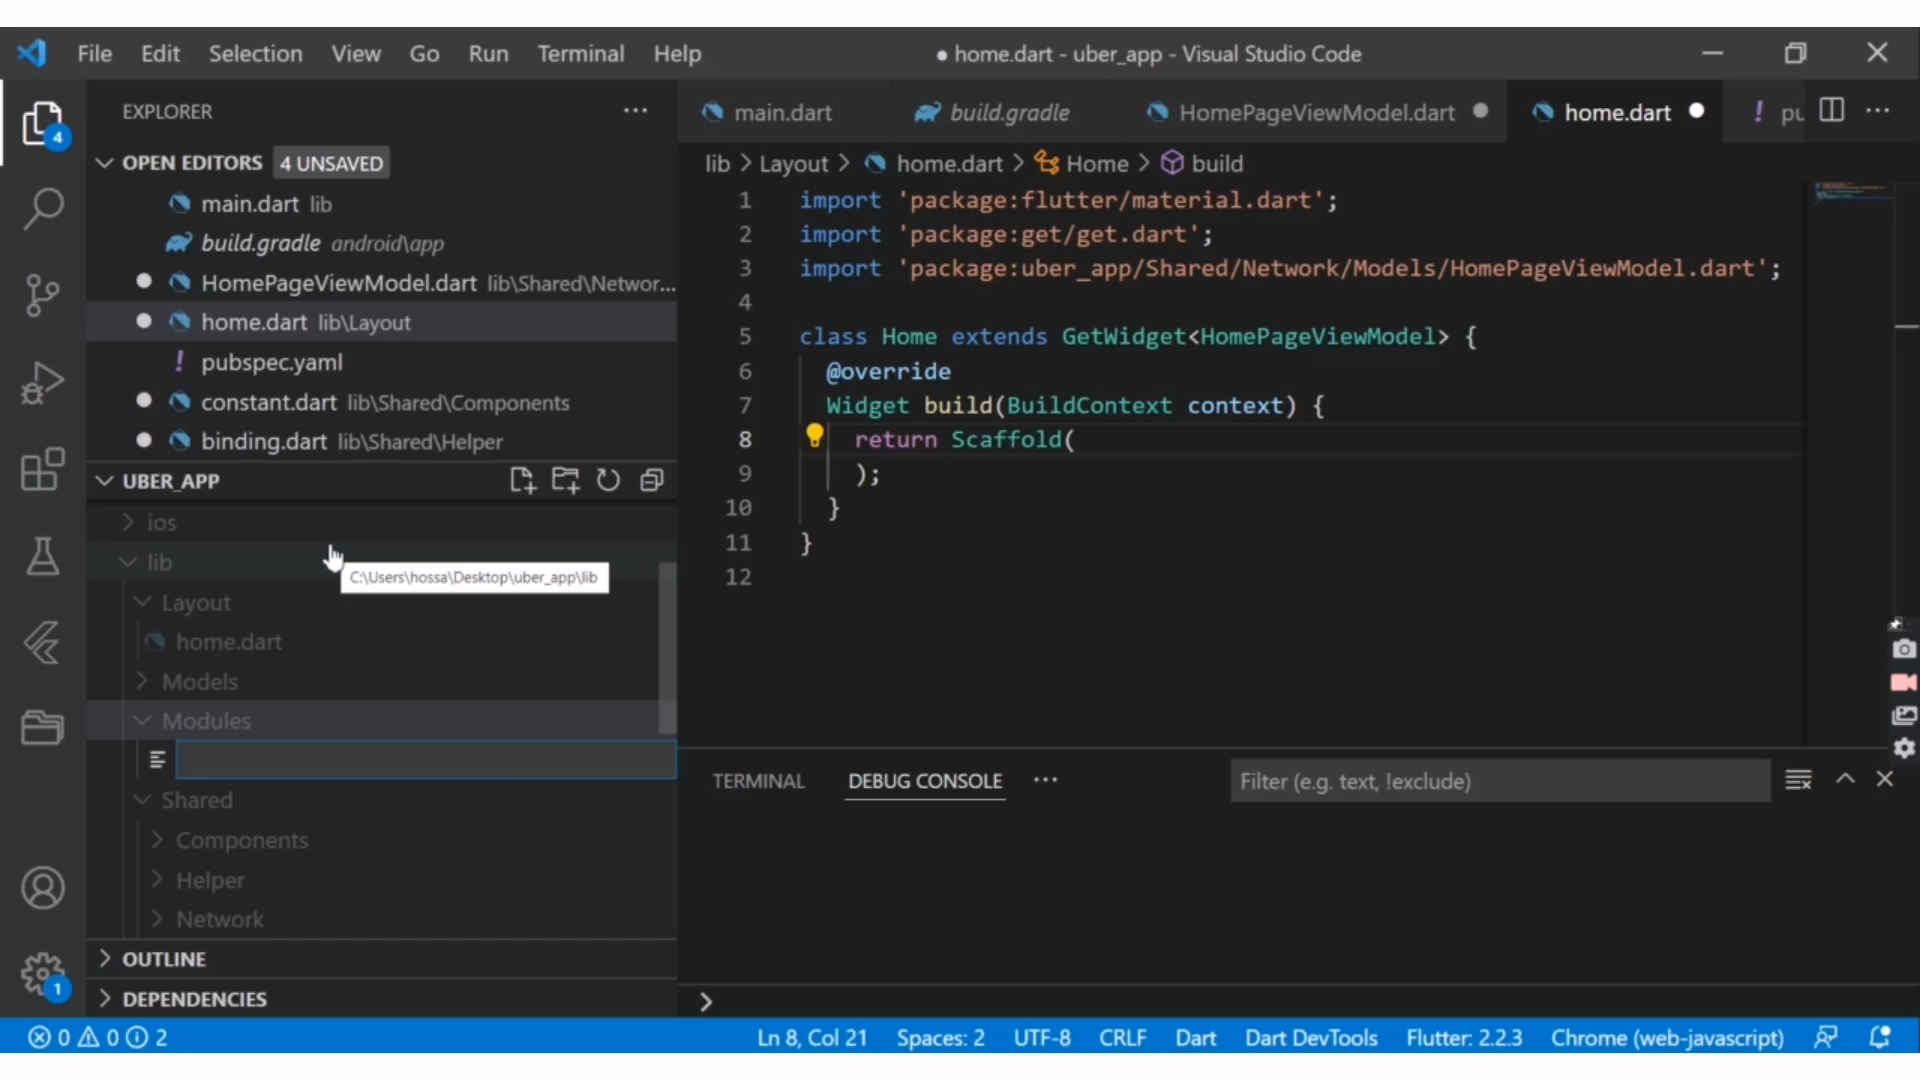 File Edit Selection View Go Run Terminal Help ● home.dart - uber_app - Visual Studio Code
EXPLORER
main.dart build.gradle HomePageViewModel.dart home.dart ! pu
4
OPEN EDITORS 4 UNSAVED
lib > Layout > home.dart > Home > build
main.dart lib
build.gradle android\app
HomePageViewModel.dart lib\Shared\Networ...
home.dart lib\Layout
! pubspec.yaml
constant.dart lib\Shared\Components
binding.dart lib\Shared\Helper
UBER_APP
ios
lib
C:\Users\hossa\Desktop\uber_app\lib
Layout
home.dart
Models
Modules
Shared
Components
Helper
Network
OUTLINE
DEPENDENCIES
1
1 import 'package:flutter/material.dart';
2 import 'package:get/get.dart';
3 import 'package:uber_app/Shared/Network/Models/HomePageViewModel.dart';
4
5 class Home extends GetWidget<HomePageViewModel> {
6 @override
7 Widget build(BuildContext context) {
8 return Scaffold(
9 );
10 }
11 }
12
TERMINAL DEBUG CONSOLE ··· Filter (e.g. text, !exclude)
>
0 0 2 Ln 8, Col 21 Spaces: 2 UTF-8 CRLF Dart Dart DevTools Flutter: 2.2.3 Chrome (web-javascript)